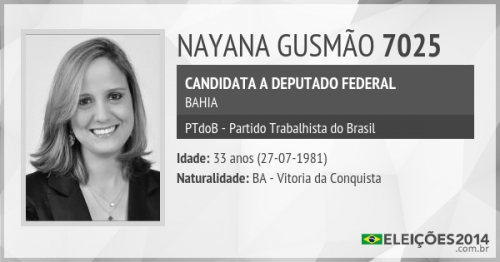 NAYANA GUSMÃO 7025
CANDIDATA A DEPUTADO FEDERAL
BAHIA
PTdoB - Partido Trabalhista do Brasil
Idade: 33 anos (27-07-1981)
Naturalidade: BA - Vitoria da Conquista
ELEIÇÕES2014
.com.br